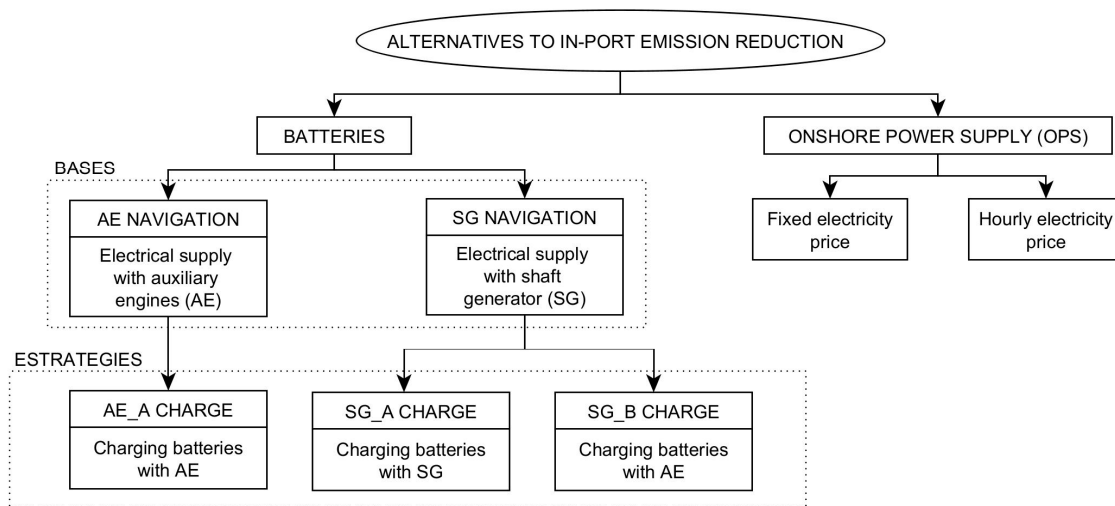 ALTERNATIVES TO IN-PORT EMISSION REDUCTION
BATTERIES
ONSHORE POWER SUPPLY (OPS)
BASES
AE NAVIGATION
Electrical supply
with auxiliary
engines (AE)
SG NAVIGATION
Electrical supply
with shaft
generator (SG)
Fixed electricity
price
Hourly electricity
price
ESTRATEGIES
AE_A CHARGE
Charging batteries
with AE
SG_A CHARGE
Charging batteries
with SG
SG_B CHARGE
Charging batteries
with AE